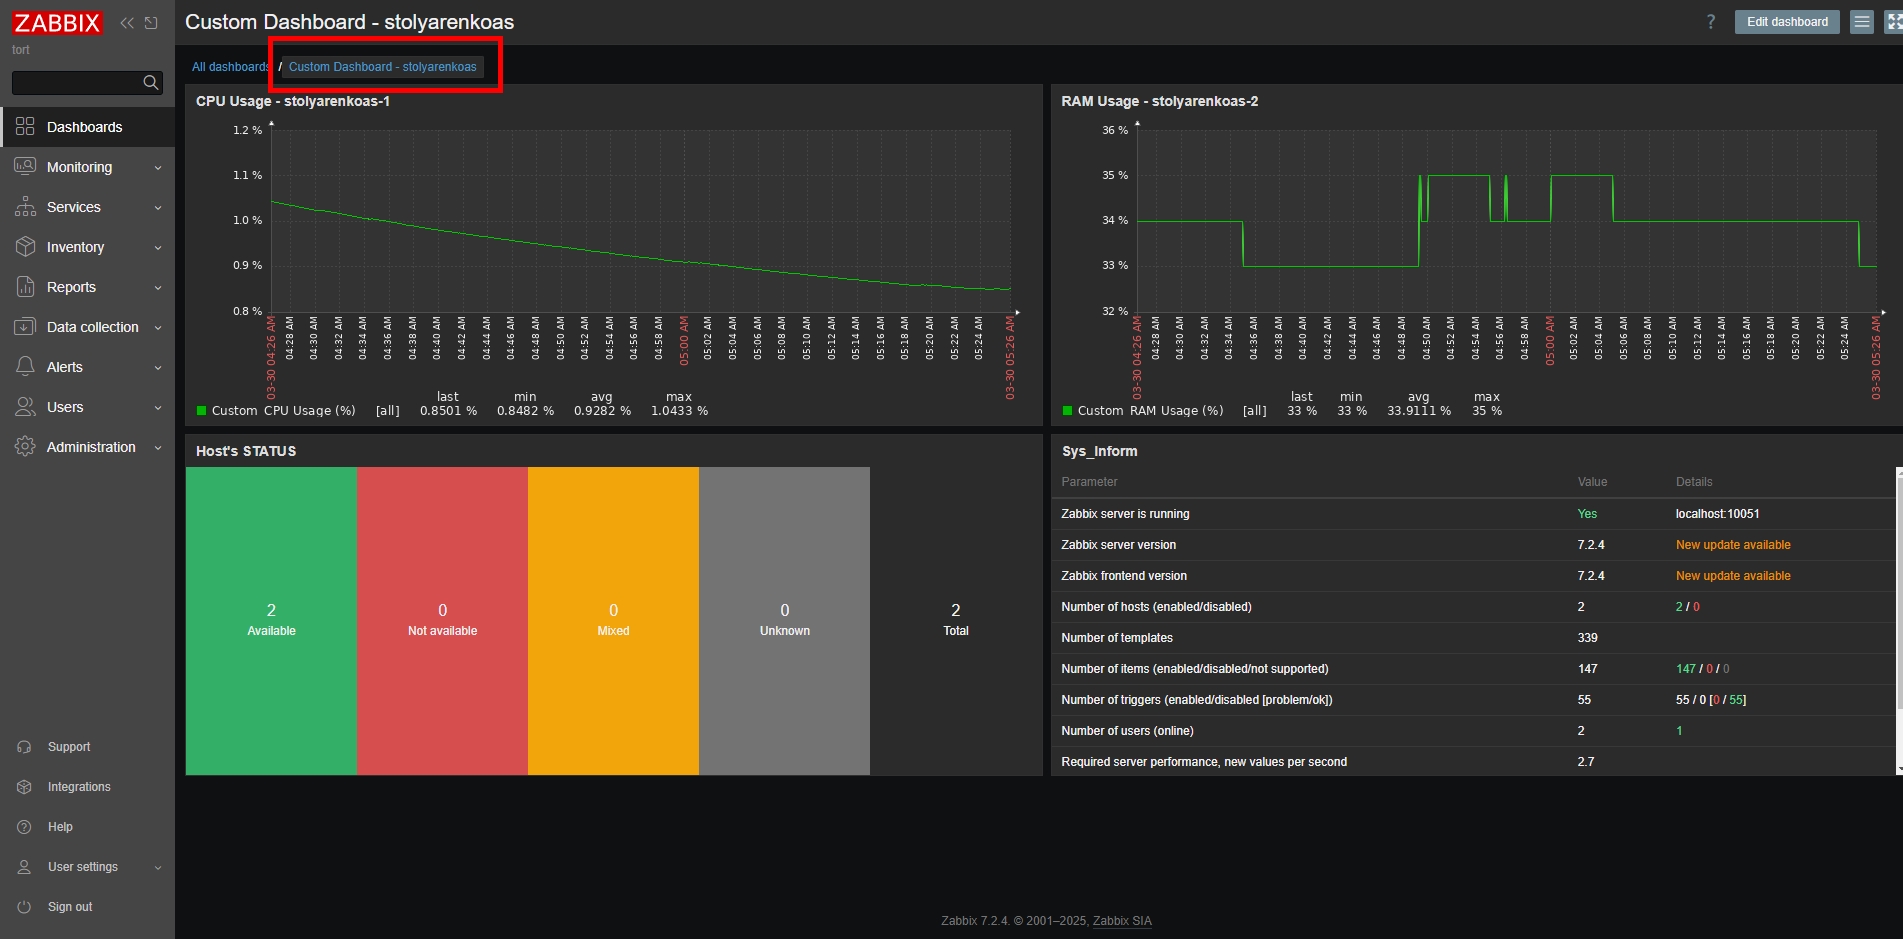 ZABBIX
tort
Dashboards
Monitoring
Services
Inventory
Reports
Data collection
Alerts
Users
Administration
Support
Integrations
Help
User settings
Sign out
Custom Dashboard - stolyarenkoas
? Edit dashboard
All dashboards / Custom Dashboard - stolyarenkoas
CPU Usage - stolyarenkoas-1
1.2 %
1.1 %
1.0 %
0.9 %
0.8 %
03-30 04:26 AM
04:28 AM
04:30 AM
04:32 AM
04:34 AM
04:36 AM
04:38 AM
04:40 AM
04:42 AM
04:44 AM
04:46 AM
04:48 AM
04:50 AM
04:52 AM
04:54 AM
04:56 AM
04:58 AM
05:00 AM
05:02 AM
05:04 AM
05:06 AM
05:08 AM
05:10 AM
05:12 AM
05:14 AM
05:16 AM
05:18 AM
05:20 AM
05:22 AM
05:24 AM
03-30 05:26 AM
last min avg max
Custom CPU Usage (%) [all] 0.8501 % 0.8482 % 0.9282 % 1.0433 %
RAM Usage - stolyarenkoas-2
36 %
35 %
34 %
33 %
32 %
03-30 04:26 AM
04:28 AM
04:30 AM
04:32 AM
04:34 AM
04:36 AM
04:38 AM
04:40 AM
04:42 AM
04:44 AM
04:46 AM
04:48 AM
04:50 AM
04:52 AM
04:54 AM
04:56 AM
04:58 AM
05:00 AM
05:02 AM
05:04 AM
05:06 AM
05:08 AM
05:10 AM
05:12 AM
05:14 AM
05:16 AM
05:18 AM
05:20 AM
05:22 AM
05:24 AM
03-30 05:26 AM
last min avg max
Custom RAM Usage (%) [all] 33 % 33 % 33.9111 % 35 %
Host's STATUS
2
Available
0
Not available
0
Mixed
0
Unknown
2
Total
Sys_Inform
Parameter Value Details
Zabbix server is running Yes localhost:10051
Zabbix server version 7.2.4 New update available
Zabbix frontend version 7.2.4 New update available
Number of hosts (enabled/disabled) 2 2 / 0
Number of templates 339
Number of items (enabled/disabled/not supported) 147 147 / 0 / 0
Number of triggers (enabled/disabled [problem/ok]) 55 55 / 0 [0 / 55]
Number of users (online) 2 1
Required server performance, new values per second 2.7
Zabbix 7.2.4. © 2001–2025, Zabbix SIA